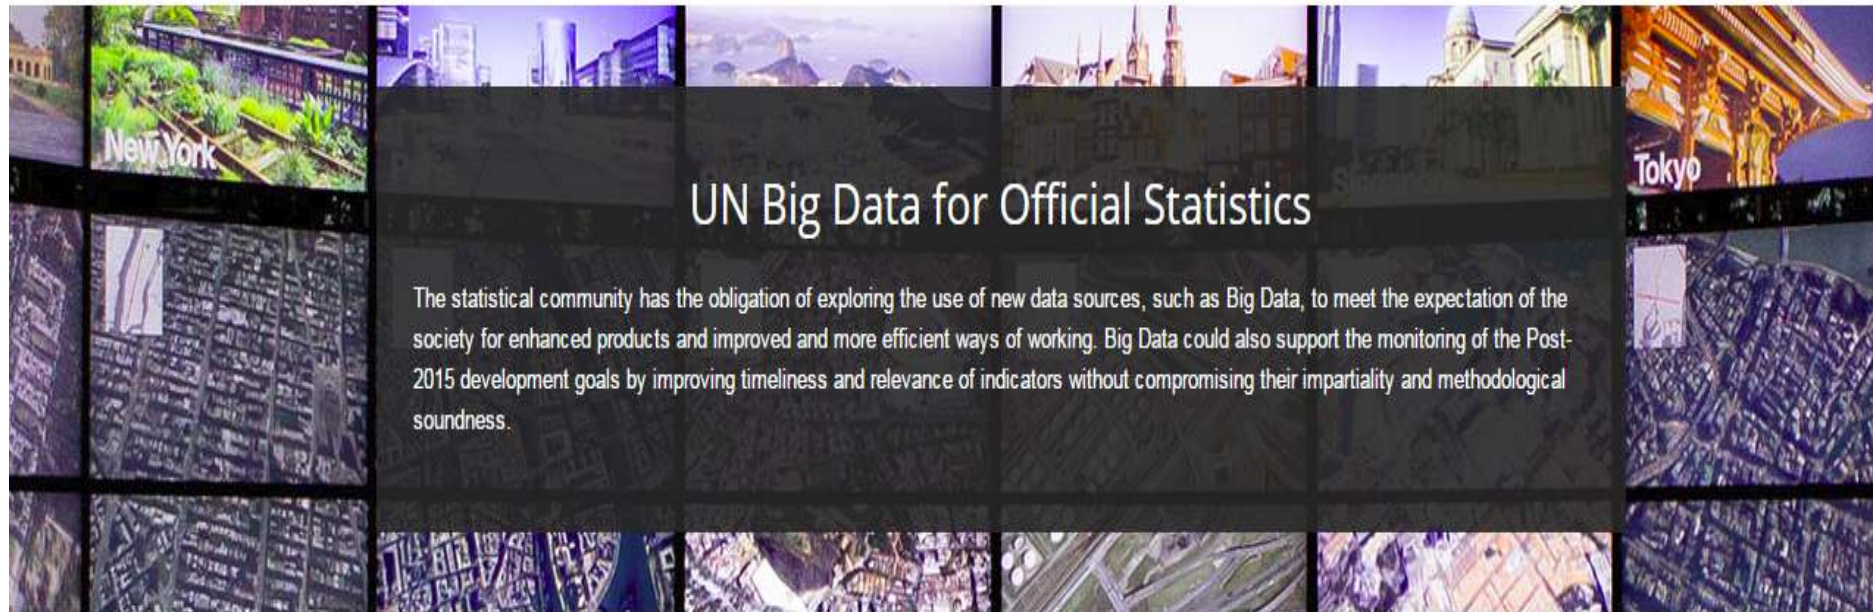 New York
Tokyo
UN Big Data for Official Statistics
The statistical community has the obligation of exploring the use of new data sources, such as Big Data, to meet the expectation of the
society for enhanced products and improved and more efficient ways of working. Big Data could also support the monitoring of the Post-
2015 development goals by improving timeliness and relevance of indicators without compromising their impartiality and methodological
soundness.